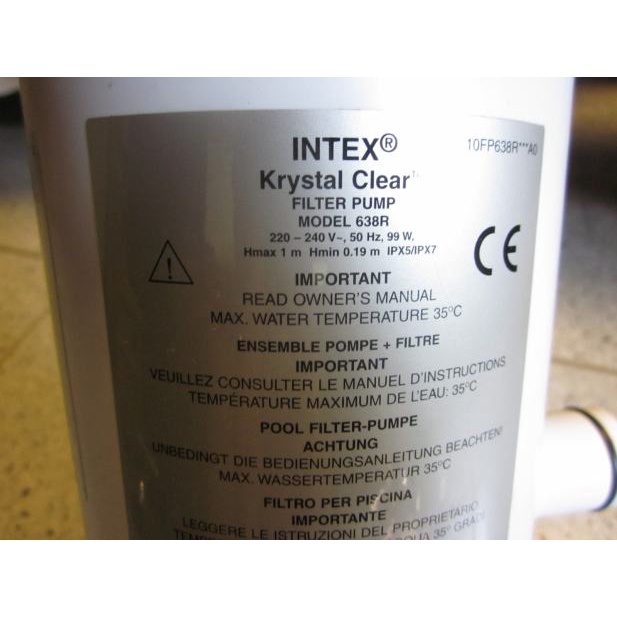 INTEX®
10FP638R***A0
Krystal Clear™
FILTER PUMP
MODEL 638R
220 - 240 V~, 50 Hz, 99 W,
Hmax 1 m Hmin 0.19 m IPX5/IPX7
CE
IMPORTANT
READ OWNER'S MANUAL
MAX. WATER TEMPERATURE 35°C
ENSEMBLE POMPE + FILTRE
IMPORTANT
VEUILLEZ CONSULTER LE MANUEL D'INSTRUCTIONS
TEMPÉRATURE MAXIMUM DE L'EAU: 35°C
POOL FILTER-PUMPE
ACHTUNG
UNBEDINGT DIE BEDIENUNGSANLEITUNG BEACHTEN!
MAX. WASSERTEMPERATUR 35°C
FILTRO PER PISCINA
IMPORTANTE
LEGGERE LE ISTRUZIONI DEL PROPRIETARIO
35° GRADI